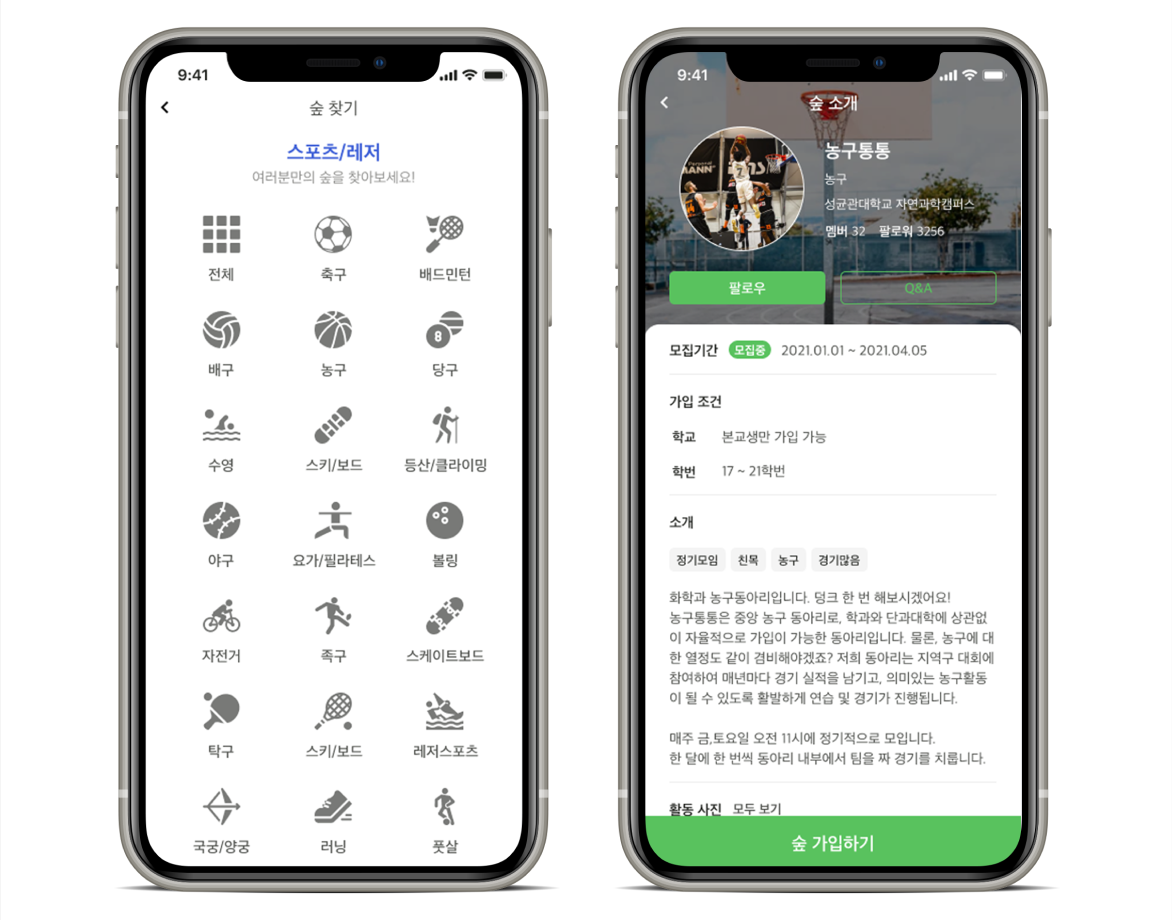 9:41
숲 찾기
스포츠/레저
여러분만의 숲을 찾아보세요!
전체 축구 배드민턴
배구 농구 당구
8
수영 스키/보드 등산/클라이밍
야구 요가/필라테스 볼링
자전거 족구 스케이트보드
탁구 스키/보드 레저스포츠
국궁/양궁 러닝 풋살
9:41
숲 소개
농구통통
농구
성균관대학교 자연과학캠퍼스
멤버 32 팔로워 3256
팔로우 Q&A
모집기간 모집중 2021.01.01 ~ 2021.04.05
가입 조건
학교 본교생만 가입 가능
학번 17 ~ 21학번
소개
정기모임 친목 농구 경기많음
화학과 농구동아리입니다. 덩크 한 번 해보시겠어요!
농구통통은 중앙 농구 동아리로, 학과와 단과대학에 상관없
이 자율적으로 가입이 가능한 동아리입니다. 물론, 농구에 대
한 열정도 같이 겸비해야겠죠? 저희 동아리는 지역구 대회에
참여하여 매년마다 경기 실적을 남기고, 의미있는 농구활동
이 될 수 있도록 활발하게 연습 및 경기가 진행됩니다.
매주 금,토요일 오전 11시에 정기적으로 모입니다.
한 달에 한 번씩 동아리 내부에서 팀을 짜 경기를 치룹니다.
활동 사진 모두 보기
숲 가입하기